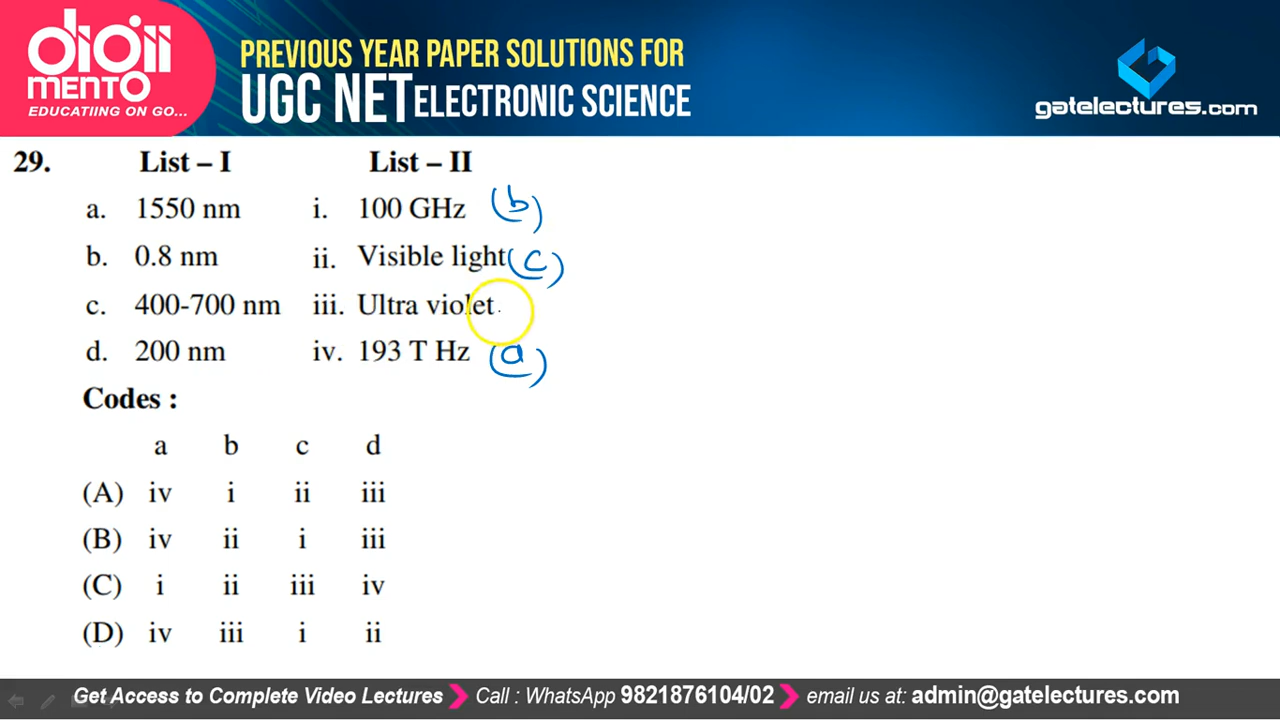 digii
MENTO
EDUCATIING ON GO...
PREVIOUS YEAR PAPER SOLUTIONS FOR
UGC NET ELECTRONIC SCIENCE
gatelectures.com
29. List – I List – II
a. 1550 nm i. 100 GHz (b)
b. 0.8 nm ii. Visible light (c)
c. 400-700 nm iii. Ultra violet
d. 200 nm iv. 193 T Hz (a)
Codes :
a b c d
(A) iv i ii iii
(B) iv ii i iii
(C) i ii iii iv
(D) iv iii i ii
Get Access to Complete Video Lectures Call : WhatsApp 9821876104/02 email us at: admin@gatelectures.com